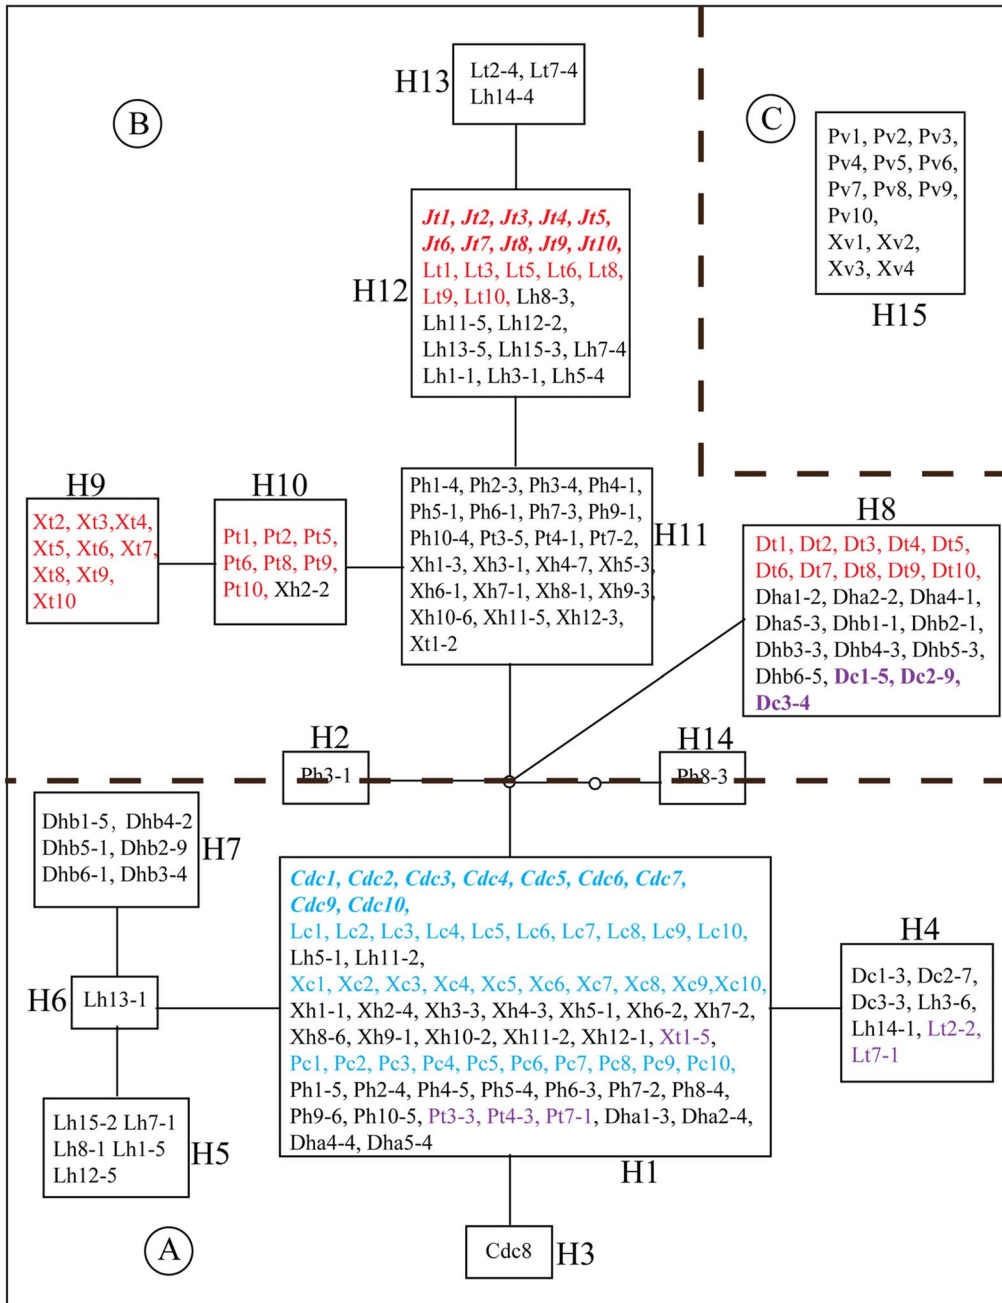 H13
Lt2-4, Lt7-4
Lh14-4
B
C
Pv1, Pv2, Pv3,
Pv4, Pv5, Pv6,
Pv7, Pv8, Pv9,
Pv10,
Xv1, Xv2,
Xv3, Xv4
H15
H12
Jt1, Jt2, Jt3, Jt4, Jt5,
Jt6, Jt7, Jt8, Jt9, Jt10,
Lt1, Lt3, Lt5, Lt6, Lt8,
Lt9, Lt10, Lh8-3,
Lh11-5, Lh12-2,
Lh13-5, Lh15-3, Lh7-4
Lh1-1, Lh3-1, Lh5-4
H9
Xt2, Xt3,Xt4,
Xt5, Xt6, Xt7,
Xt8, Xt9,
Xt10
H10
Pt1, Pt2, Pt5,
Pt6, Pt8, Pt9,
Pt10, Xh2-2
H11
Ph1-4, Ph2-3, Ph3-4, Ph4-1,
Ph5-1, Ph6-1, Ph7-3, Ph9-1,
Ph10-4, Pt3-5, Pt4-1, Pt7-2,
Xh1-3, Xh3-1, Xh4-7, Xh5-3,
Xh6-1, Xh7-1, Xh8-1, Xh9-3,
Xh10-6, Xh11-5, Xh12-3,
Xt1-2
H8
Dt1, Dt2, Dt3, Dt4, Dt5,
Dt6, Dt7, Dt8, Dt9, Dt10,
Dha1-2, Dha2-2, Dha4-1,
Dha5-3, Dhb1-1, Dhb2-1,
Dhb3-3, Dhb4-3, Dhb5-3,
Dhb6-5, Dc1-5, Dc2-9,
Dc3-4
H2
Ph3-1
H14
Ph8-3
Dhb1-5, Dhb4-2
Dhb5-1, Dhb2-9
Dhb6-1, Dhb3-4
H7
H6
Lh13-1
Lh15-2 Lh7-1
Lh8-1 Lh1-5
Lh12-5
H5
Cdc1, Cdc2, Cdc3, Cdc4, Cdc5, Cdc6, Cdc7,
Cdc9, Cdc10,
Lc1, Lc2, Lc3, Lc4, Lc5, Lc6, Lc7, Lc8, Lc9, Lc10,
Lh5-1, Lh11-2,
Xc1, Xc2, Xc3, Xc4, Xc5, Xc6, Xc7, Xc8, Xc9,Xc10,
Xh1-1, Xh2-4, Xh3-3, Xh4-3, Xh5-1, Xh6-2, Xh7-2,
Xh8-6, Xh9-1, Xh10-2, Xh11-2, Xh12-1, Xt1-5,
Pc1, Pc2, Pc3, Pc4, Pc5, Pc6, Pc7, Pc8, Pc9, Pc10,
Ph1-5, Ph2-4, Ph4-5, Ph5-4, Ph6-3, Ph7-2, Ph8-4,
Ph9-6, Ph10-5, Pt3-3, Pt4-3, Pt7-1, Dha1-3, Dha2-4,
Dha4-4, Dha5-4
H1
H4
Dc1-3, Dc2-7,
Dc3-3, Lh3-6,
Lh14-1, Lt2-2,
Lt7-1
Cdc8
H3
A